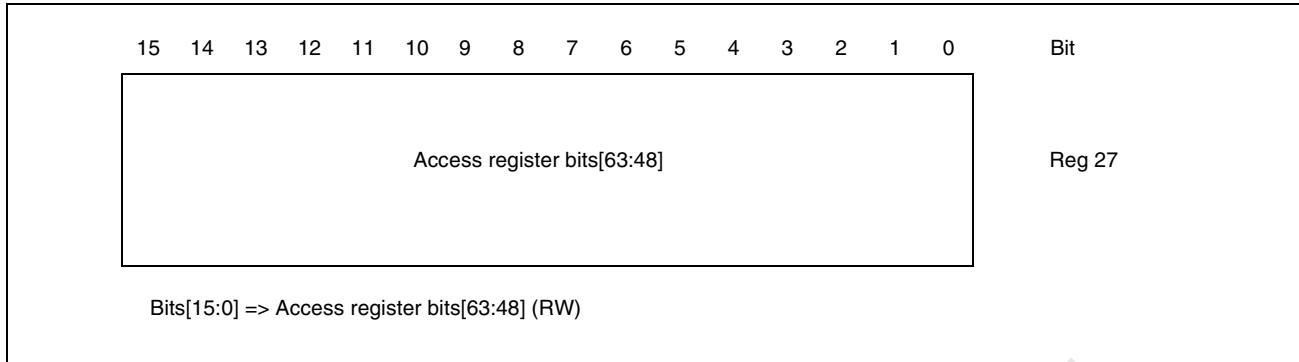 15 14 13 12 11 10 9 8 7 6 5 4 3 2 1 0 Bit
Access register bits[63:48] Reg 27
Bits[15:0] => Access register bits[63:48] (RW)